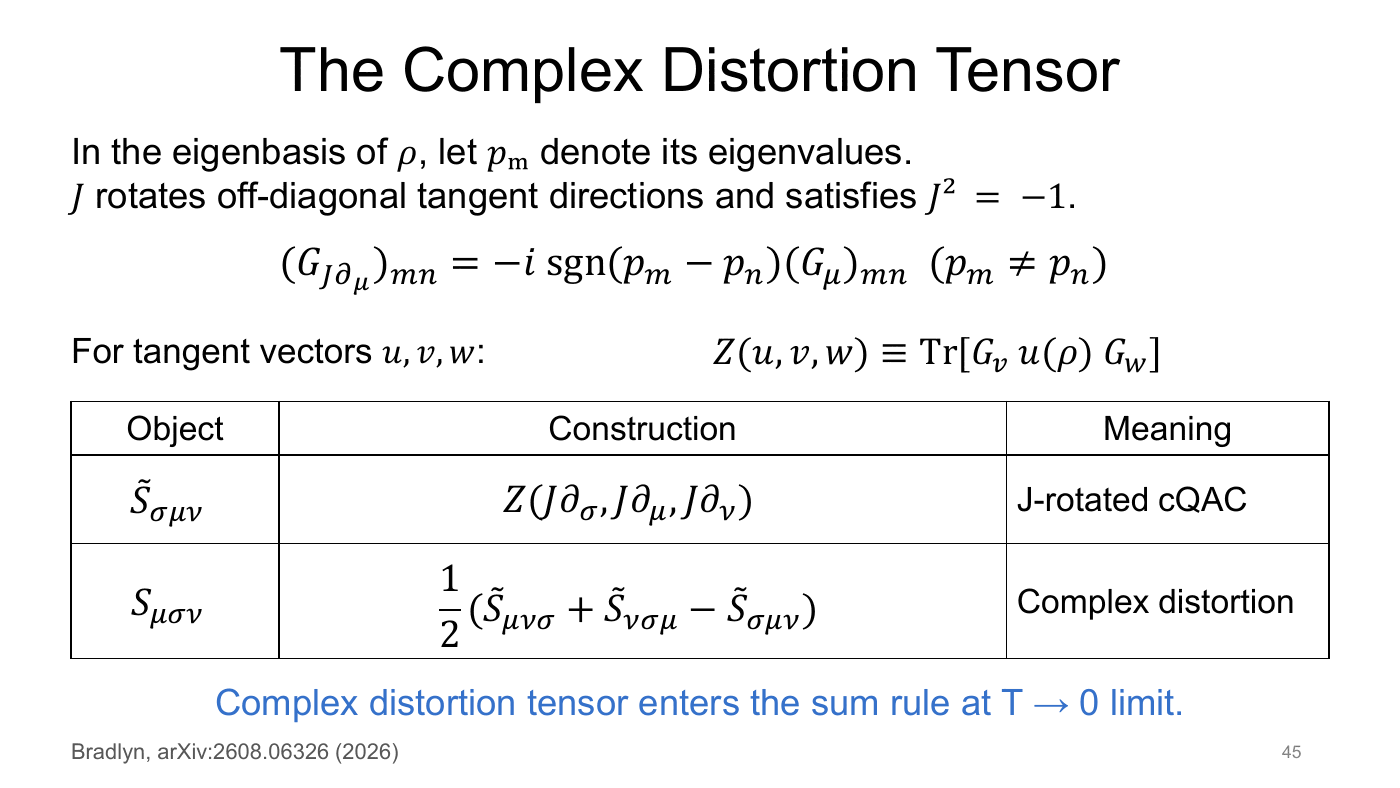 The Complex Distortion Tensor
In the eigenbasis of ρ, let pₘ denote its eigenvalues.
J rotates off-diagonal tangent directions and satisfies J² = −1.
(G_{J∂_μ})_{mn} = −i sgn(p_m − p_n)(G_μ)_{mn} (p_m ≠ p_n)
For tangent vectors u, v, w: Z(u, v, w) ≡ Tr[G_v u(ρ) G_w]
Object Construction Meaning
S̃_{σμν} Z(J∂_σ, J∂_μ, J∂_ν) J-rotated cQAC
S_{μσν} 1/2 (S̃_{μνσ} + S̃_{νσμ} − S̃_{σμν}) Complex distortion
Complex distortion tensor enters the sum rule at T → 0 limit.
Bradlyn, arXiv:2608.06326 (2026)
45